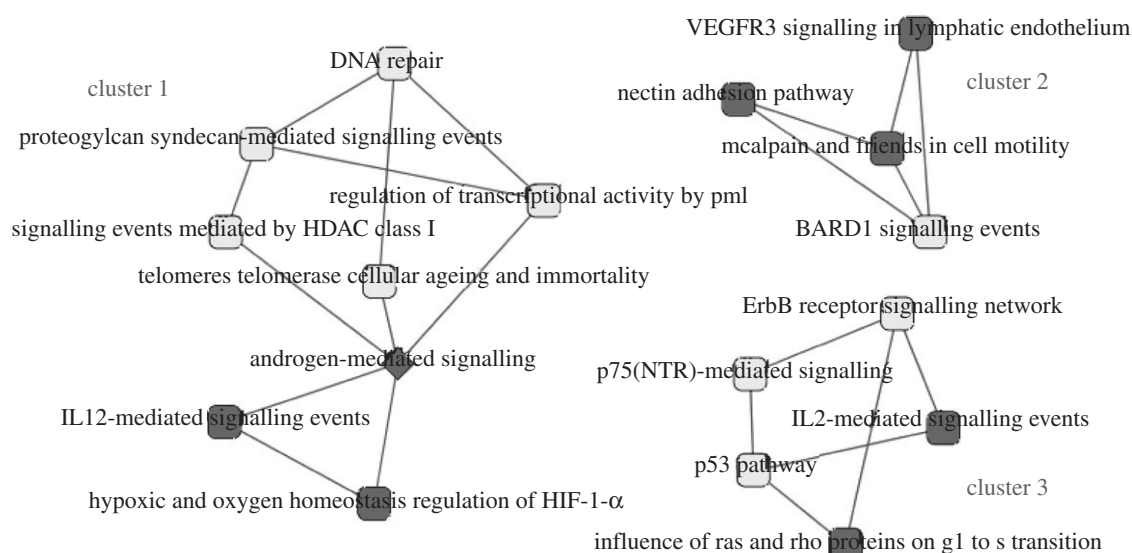 DNA repair
cluster 1
proteogylcan syndecan-mediated signalling events
regulation of transcriptional activity by pml
signalling events mediated by HDAC class I
telomeres telomerase cellular ageing and immortality
androgen-mediated signalling
IL12-mediated signalling events
hypoxic and oxygen homeostasis regulation of HIF-1-α
VEGFR3 signalling in lymphatic endothelium
cluster 2
nectin adhesion pathway
mcalpain and friends in cell motility
BARD1 signalling events
ErbB receptor signalling network
p75(NTR)-mediated signalling
IL2-mediated signalling events
p53 pathway
cluster 3
influence of ras and rho proteins on g1 to s transition